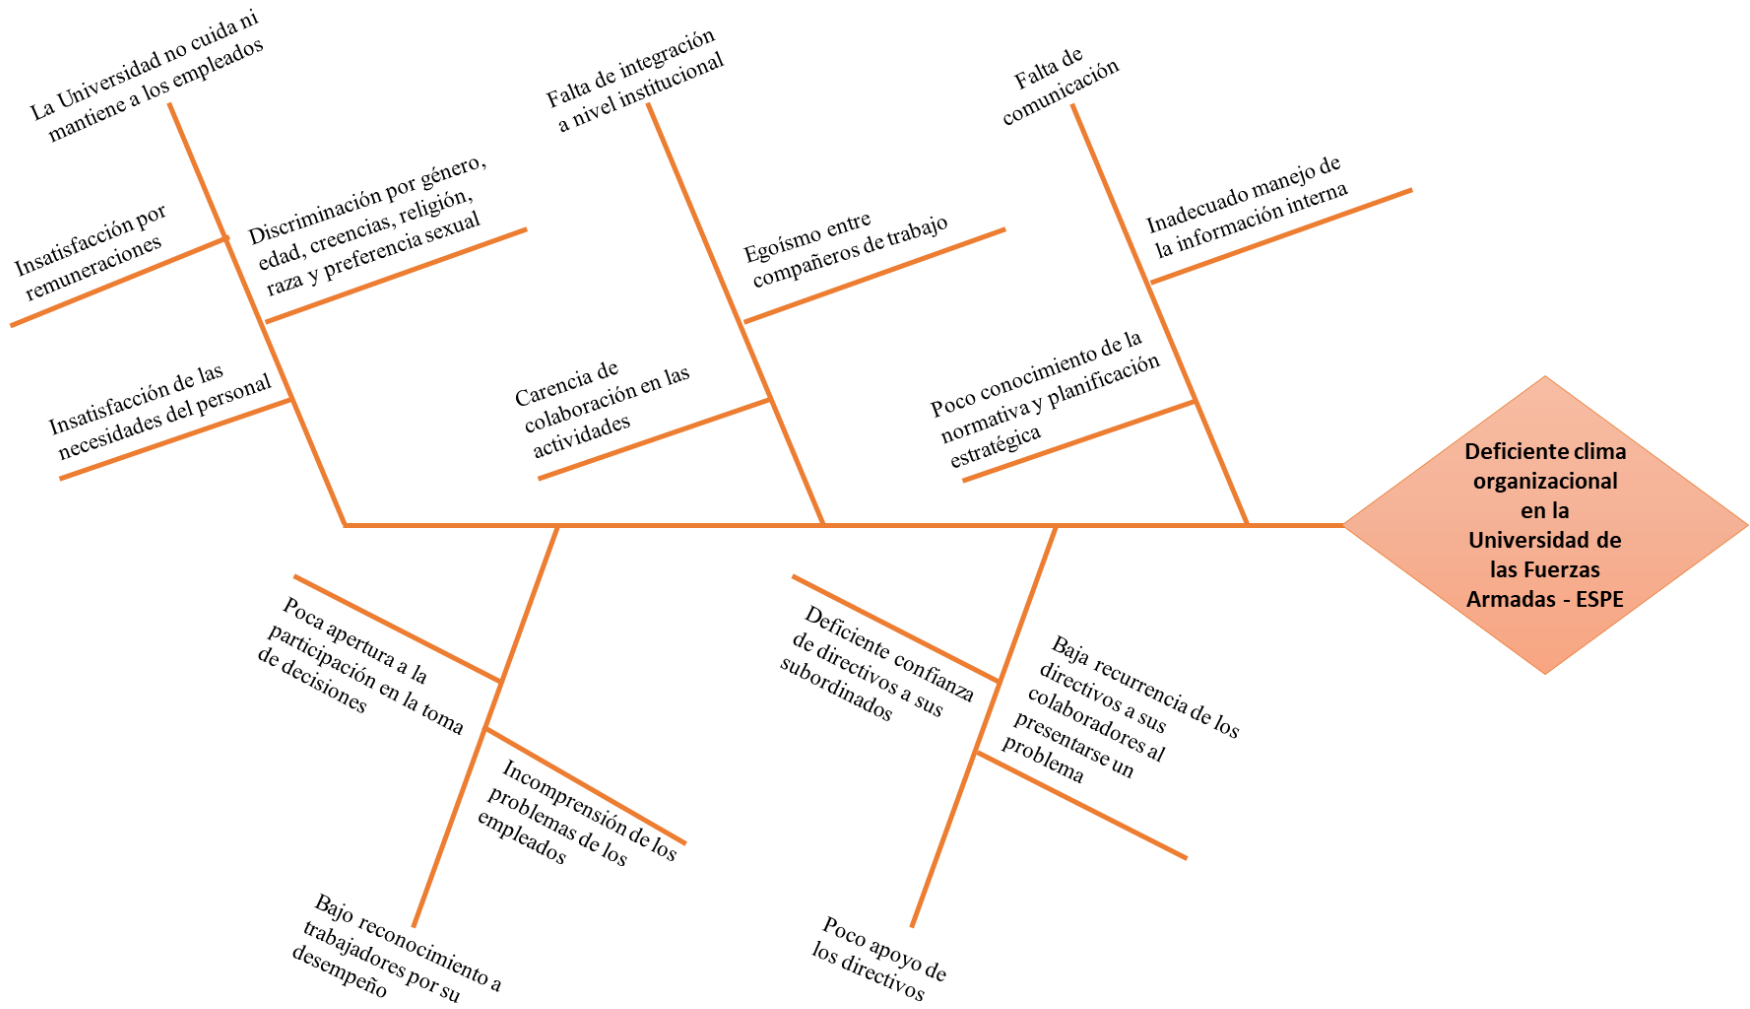 La Universidad no cuida ni
mantiene a los empleados
Falta de integración
a nivel institucional
Falta de
comunicación
Insatisfacción por
remuneraciones
Discriminación por género,
edad, creencias, religión,
raza y preferencia sexual
Egoísmo entre
compañeros de trabajo
Inadecuado manejo de
la información interna
Insatisfacción de las
necesidades del personal
Carencia de
colaboración en las
actividades
Poco conocimiento de la
normativa y planificación
estratégica
Deficiente clima
organizacional
en la
Universidad de
las Fuerzas
Armadas - ESPE
Poca apertura a la
participación en la toma
de decisiones
Incomprensión de los
problemas de los
empleados
Deficiente confianza
de directivos a sus
subordinados
Baja recurrencia de los
directivos a sus
colaboradores al
presentarse un
problema
Bajo reconocimiento a
trabajadores por su
desempeño
Poco apoyo de
los directivos